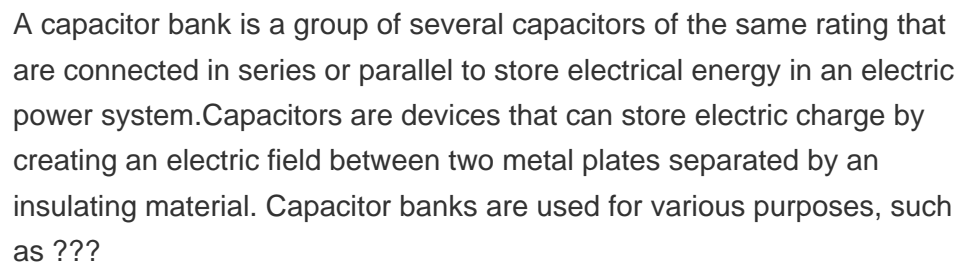 A capacitor bank is a group of several capacitors of the same rating that
are connected in series or parallel to store electrical energy in an electric
power system.Capacitors are devices that can store electric charge by
creating an electric field between two metal plates separated by an
insulating material. Capacitor banks are used for various purposes, such
as ???